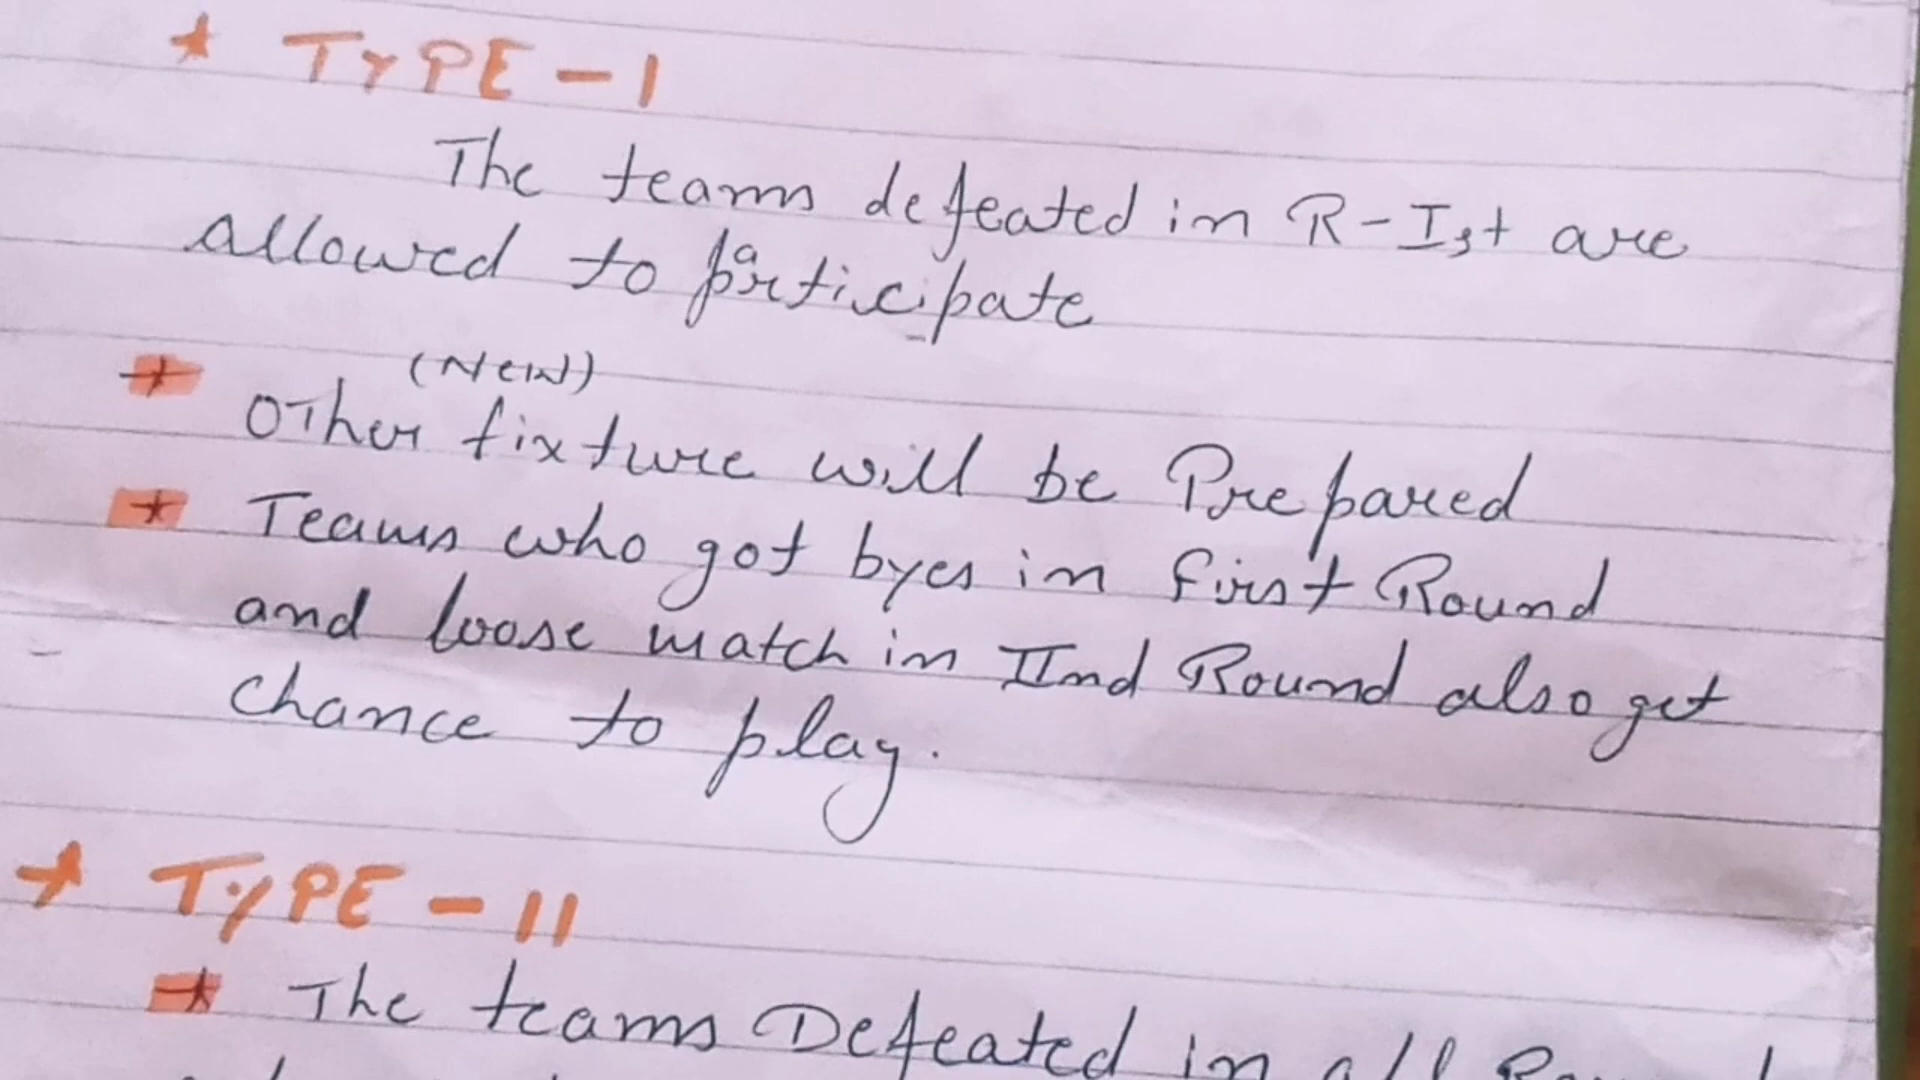 * TYPE - I
The teams defeated in R-Ist are
allowed to participate
(New)
* Other fixture will be Prepared
* Teams who got byes in first Round
and loose match in IInd Round also get
chance to play.
* TYPE - II
* The teams Defeated in all